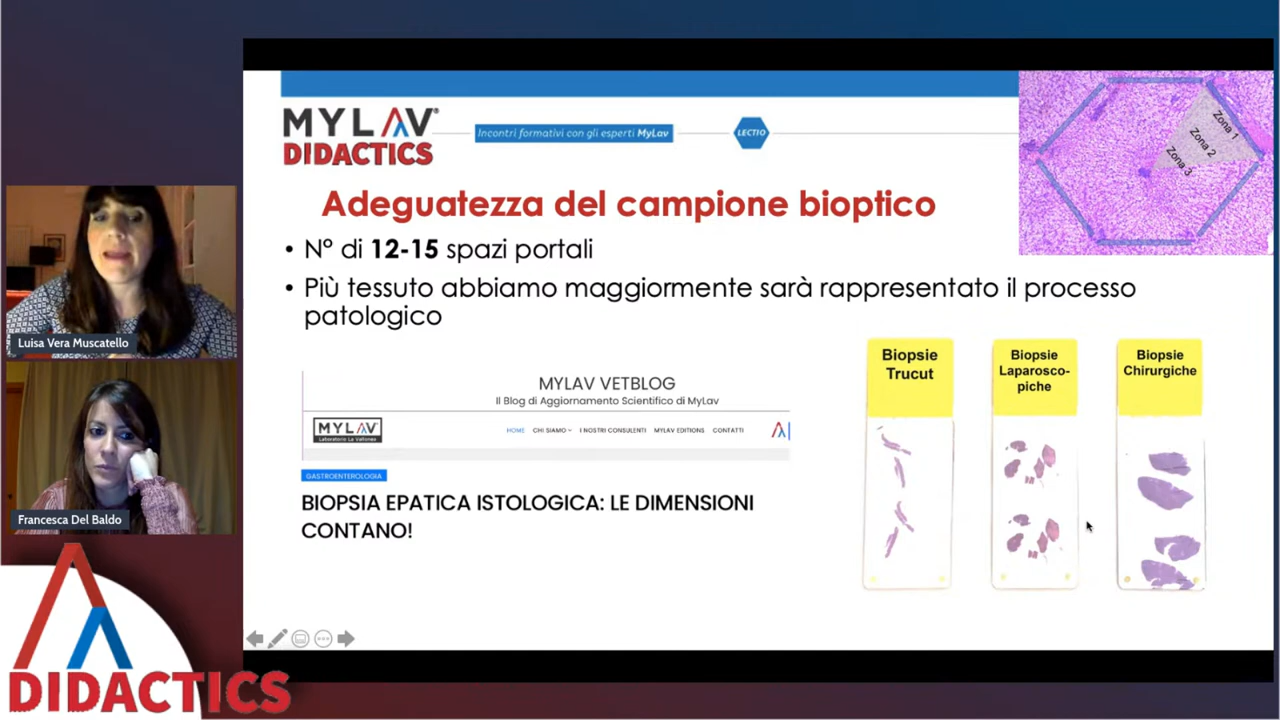 MYLAV®
DIDACTICS
Incontri formativi con gli esperti MyLav
LECTIO
Zona 1
Zona 2
Zona 3
Adeguatezza del campione bioptico
• N° di 12-15 spazi portali
• Più tessuto abbiamo maggiormente sarà rappresentato il processo
patologico
MYLAV VETBLOG
Il Blog di Aggiornamento Scientifico di MyLav
MYLAV
Laboratorio La Vallonea
HOME CHI SIAMO I NOSTRI CONSULENTI MYLAV EDITIONS CONTATTI
GASTROENTEROLOGIA
BIOPSIA EPATICA ISTOLOGICA: LE DIMENSIONI
CONTANO!
Biopsie
Trucut
Biopsie
Laparosco-
piche
Biopsie
Chirurgiche
Luisa Vera Muscatello
Francesca Del Baldo
DIDACTICS